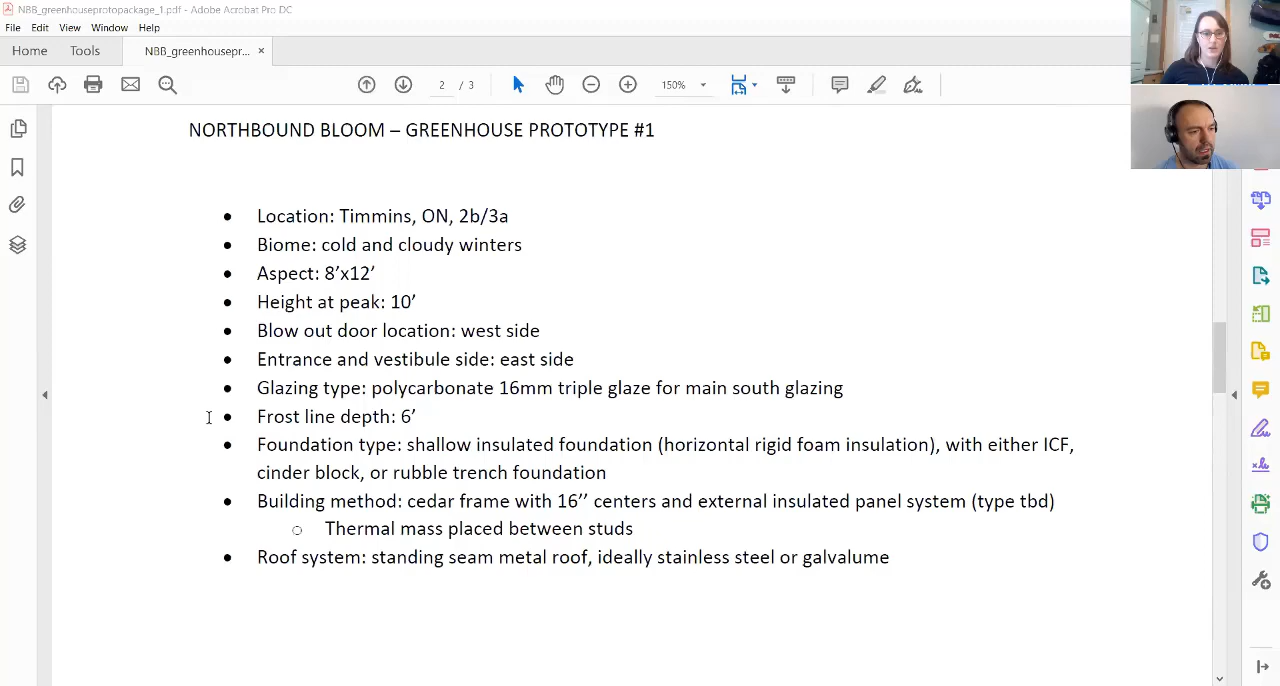 NBB_greenhouseprotopackage_1.pdf - Adobe Acrobat Pro DC
File Edit View Window Help
Home Tools NBB_greenhousepr... ×
2 / 3 150%
NORTHBOUND BLOOM – GREENHOUSE PROTOTYPE #1
• Location: Timmins, ON, 2b/3a
• Biome: cold and cloudy winters
• Aspect: 8’x12’
• Height at peak: 10’
• Blow out door location: west side
• Entrance and vestibule side: east side
• Glazing type: polycarbonate 16mm triple glaze for main south glazing
• Frost line depth: 6’
• Foundation type: shallow insulated foundation (horizontal rigid foam insulation), with either ICF,
cinder block, or rubble trench foundation
• Building method: cedar frame with 16’’ centers and external insulated panel system (type tbd)
○ Thermal mass placed between studs
• Roof system: standing seam metal roof, ideally stainless steel or galvalume